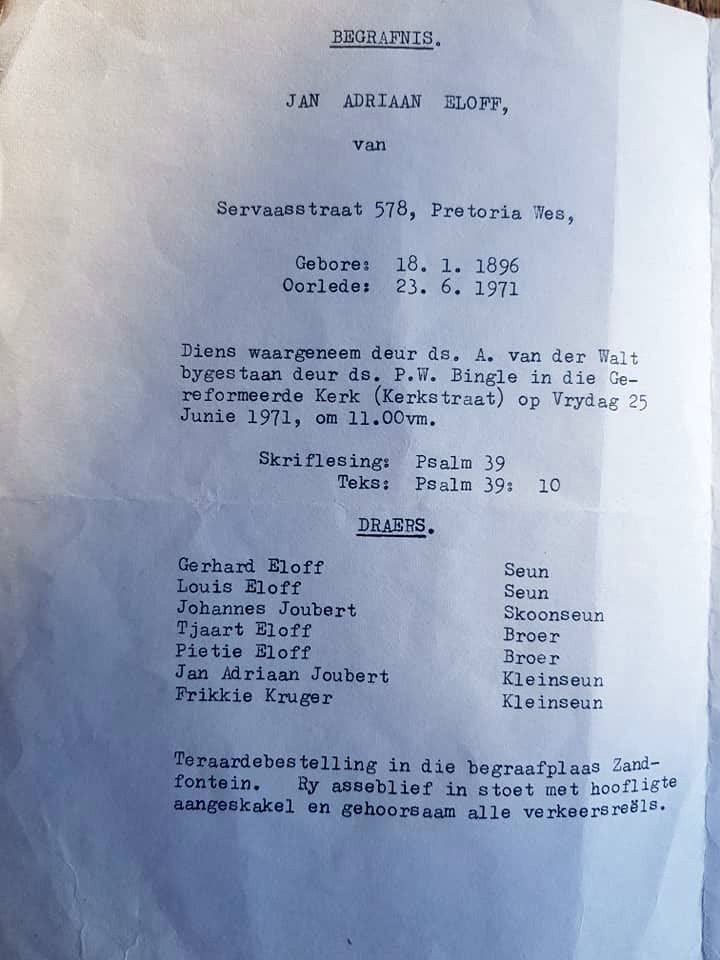 BEGRAFNIS.
JAN ADRIAAN ELOFF,
van
Servaasstraat 578, Pretoria Wes,
Gebore: 18. 1. 1896
Oorlede: 23. 6. 1971
Diens waargeneem deur ds. A. van der Walt
bygestaan deur ds. P.W. Bingle in die Ge-
reformeerde Kerk (Kerkstraat) op Vrydag 25
Junie 1971, om 11.00vm.
Skriflesing: Psalm 39
Teks: Psalm 39: 10
DRAERS.
Gerhard Eloff Seun
Louis Eloff Seun
Johannes Joubert Skoonseun
Tjaart Eloff Broer
Pietie Eloff Broer
Jan Adriaan Joubert Kleinseun
Frikkie Kruger Kleinseun
Teraardebestelling in die begraafplaas Zand-
fontein. Ry asseblief in stoet met hoofligte
aangeskakel en gehoorsaam alle verkeersreëls.